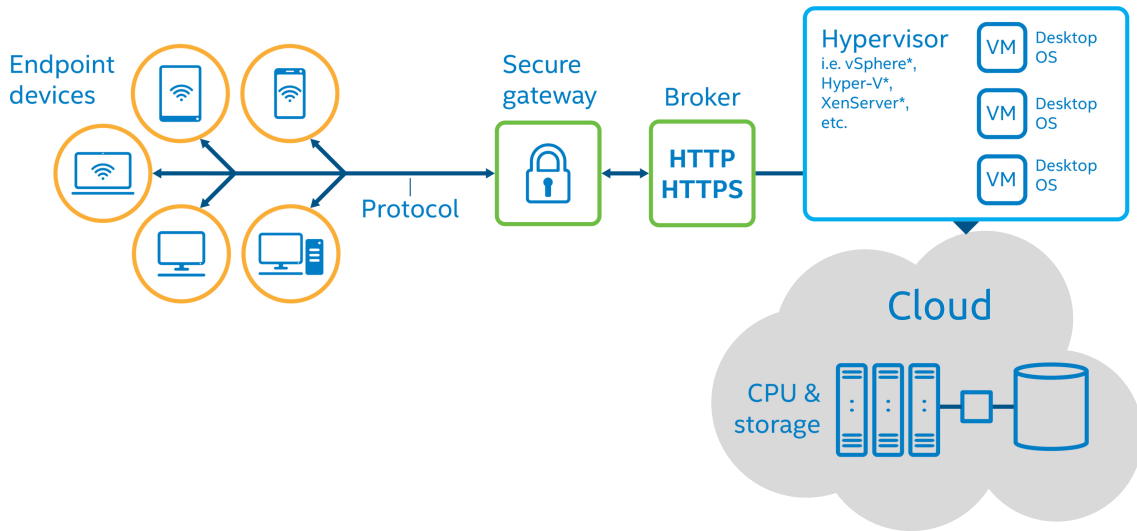 Endpoint
devices
Protocol
Secure
gateway
Broker
HTTP
HTTPS
Hypervisor
i.e. vSphere*,
Hyper-V*,
XenServer*,
etc.
VM
Desktop
OS
VM
Desktop
OS
VM
Desktop
OS
Cloud
CPU &
storage